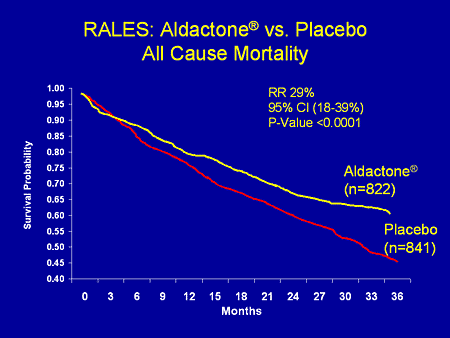 RALES: Aldactone® vs. Placebo
All Cause Mortality
RR 29%
95% CI (18-39%)
P-Value <0.0001
Survival Probability
1.00
0.95
0.90
0.85
0.80
0.75
0.70
0.65
0.60
0.55
0.50
0.45
0.40
Aldactone®
(n=822)
Placebo
(n=841)
0 3 6 9 12 15 18 21 24 27 30 33 36
Months